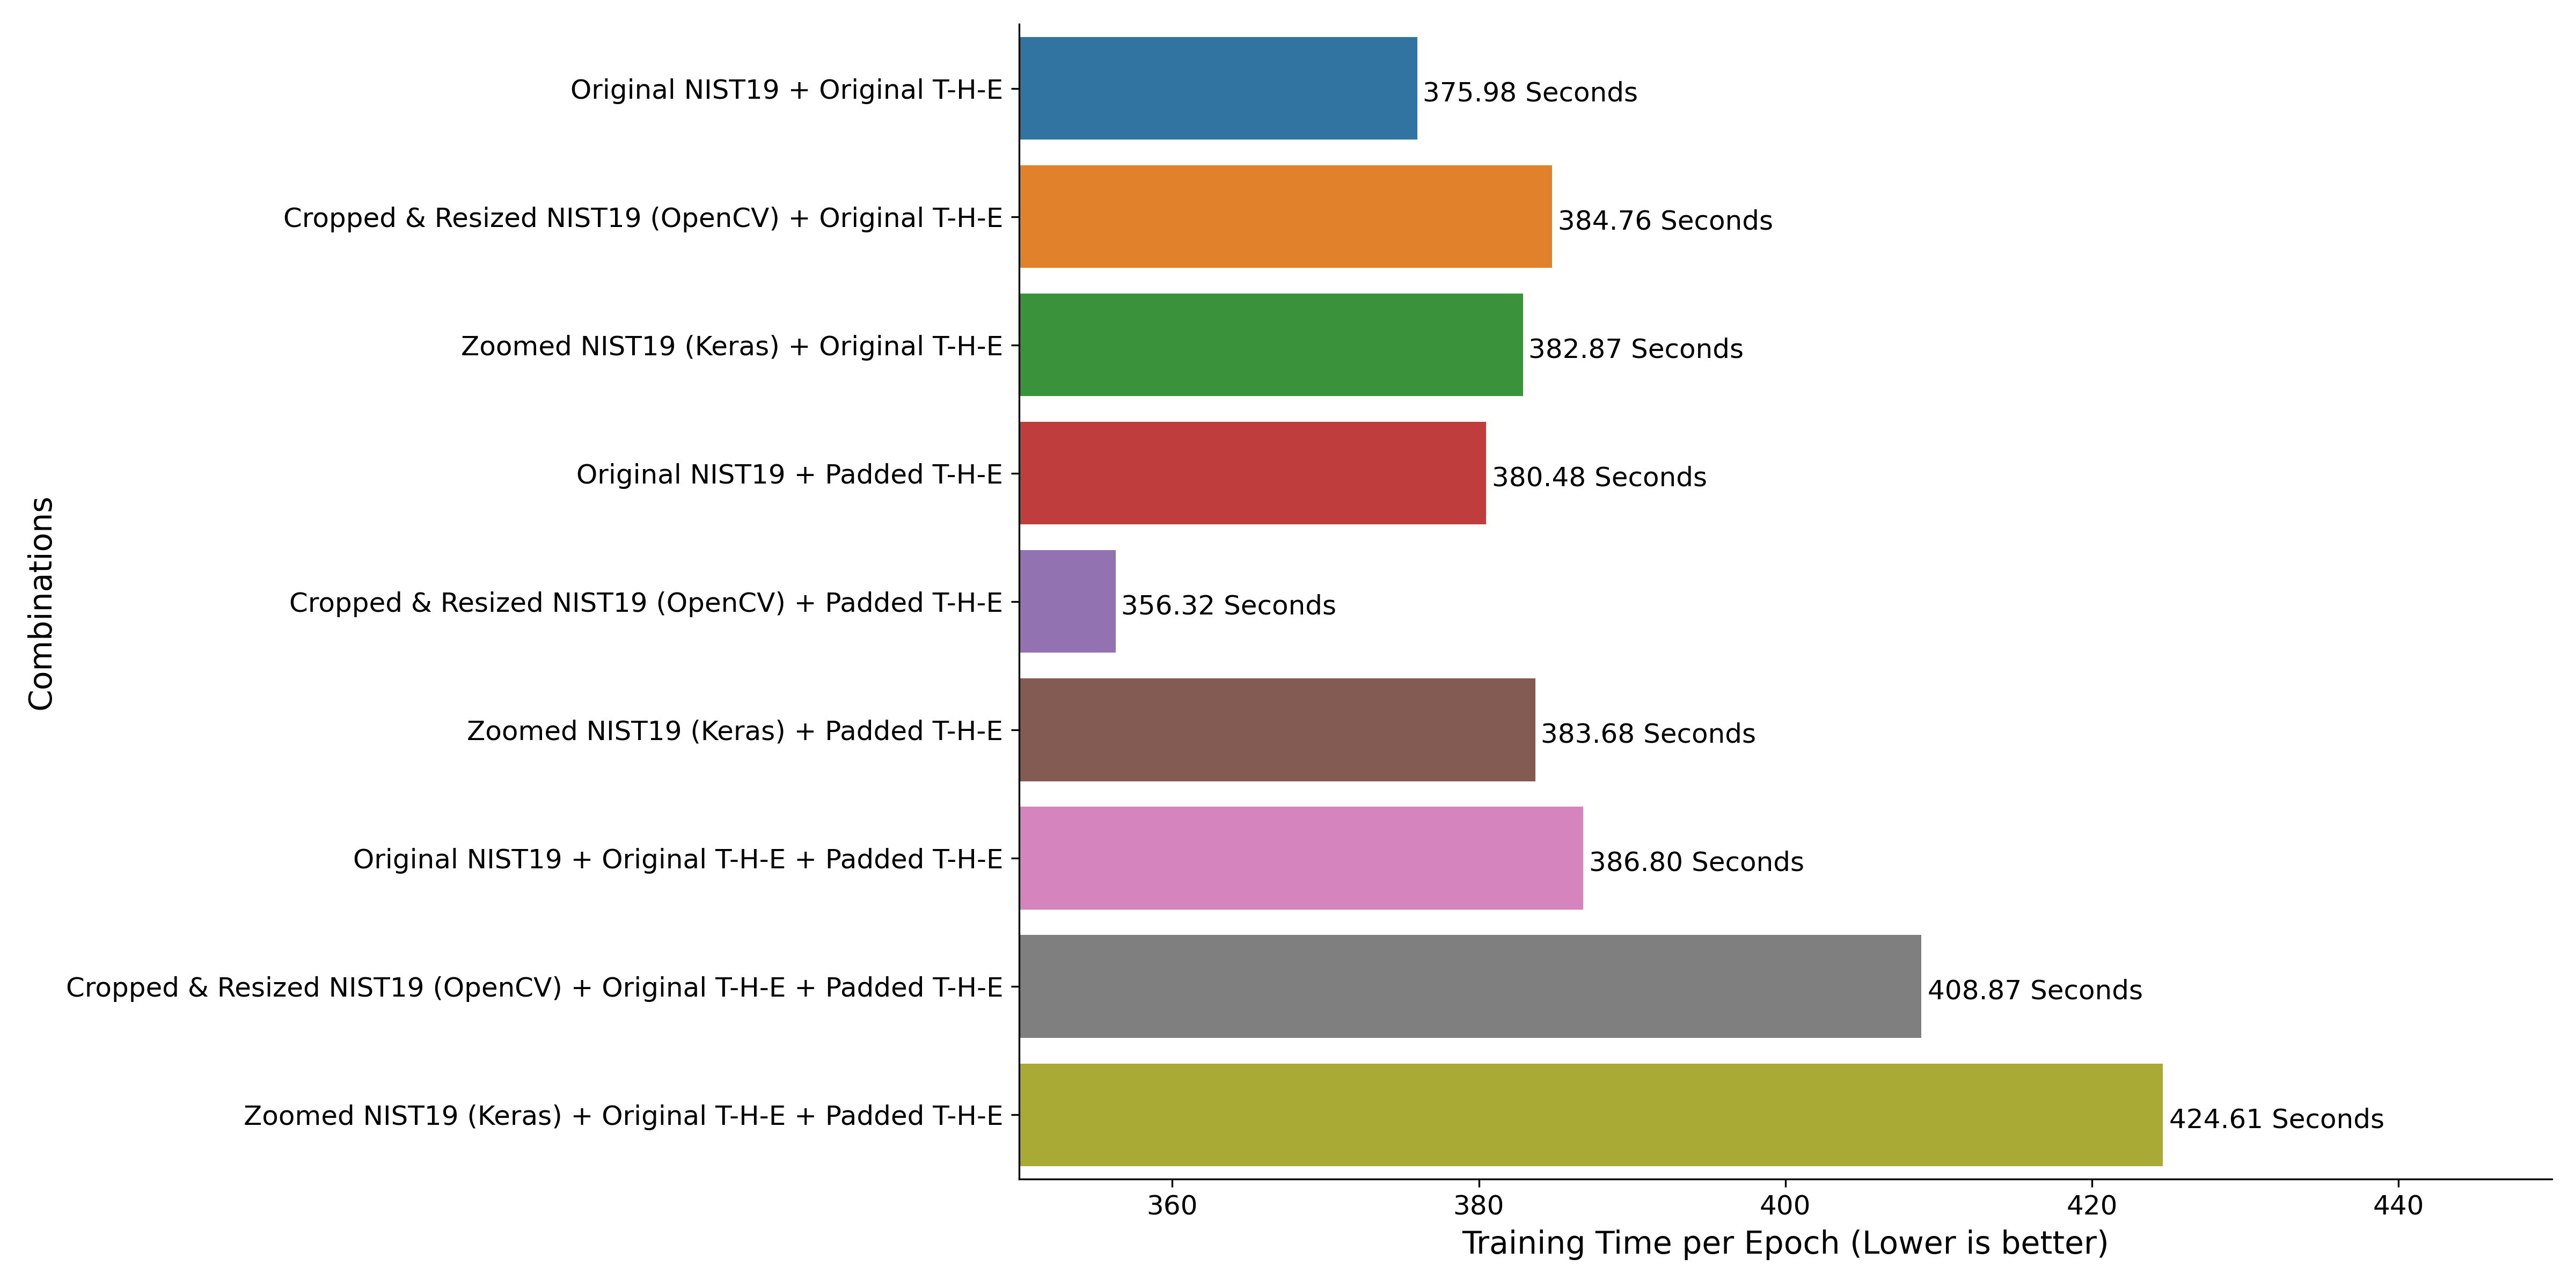 Combinations
Original NIST19 + Original T-H-E
375.98 Seconds
Cropped & Resized NIST19 (OpenCV) + Original T-H-E
384.76 Seconds
Zoomed NIST19 (Keras) + Original T-H-E
382.87 Seconds
Original NIST19 + Padded T-H-E
380.48 Seconds
Cropped & Resized NIST19 (OpenCV) + Padded T-H-E
356.32 Seconds
Zoomed NIST19 (Keras) + Padded T-H-E
383.68 Seconds
Original NIST19 + Original T-H-E + Padded T-H-E
386.80 Seconds
Cropped & Resized NIST19 (OpenCV) + Original T-H-E + Padded T-H-E
408.87 Seconds
Zoomed NIST19 (Keras) + Original T-H-E + Padded T-H-E
424.61 Seconds
360 380 400 420 440
Training Time per Epoch (Lower is better)